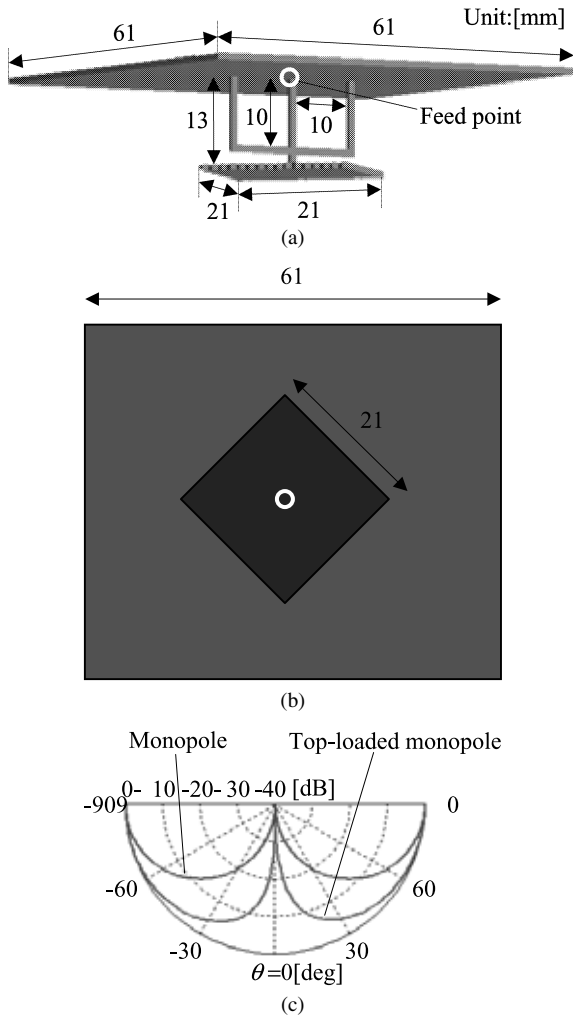 Unit:[mm]
61
61
13
10
10
Feed point
21
21
(a)
61
21
(b)
Monopole
Top-loaded monopole
0- 10 -20- 30 -40 [dB]
-909
0
-60
60
-30
30
θ=0[deg]
(c)